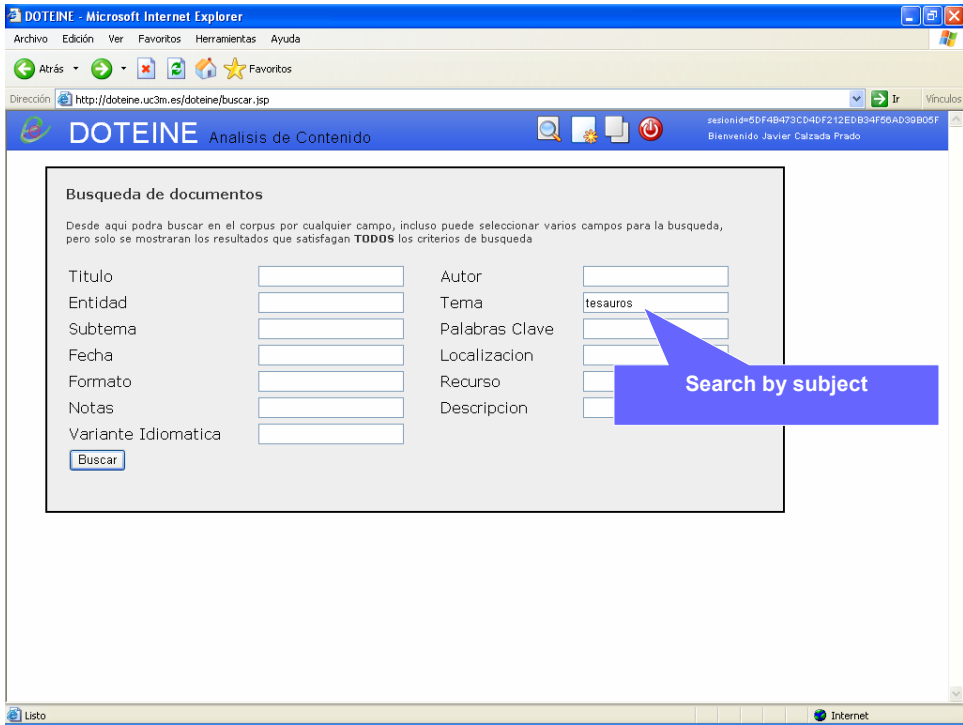 DOTEINE - Microsoft Internet Explorer
Archivo Edición Ver Favoritos Herramientas Ayuda
Atrás Favoritos
Dirección http://doteine.uc3m.es/doteine/buscar.jsp Ir Vínculos
DOTEINE Analisis de Contenido
sesionid=5DF4B473CD4DF212EDB34F56AD39B05F
Bienvenido Javier Calzada Prado
Busqueda de documentos
Desde aqui podra buscar en el corpus por cualquier campo, incluso puede seleccionar varios campos para la busqueda,
pero solo se mostraran los resultados que satisfagan TODOS los criterios de busqueda
Titulo Autor
Entidad Tema tesauros
Subtema Palabras Clave
Fecha Localizacion
Formato Recurso
Search by subject
Notas Descripcion
Variante Idiomatica
Buscar
Listo Internet